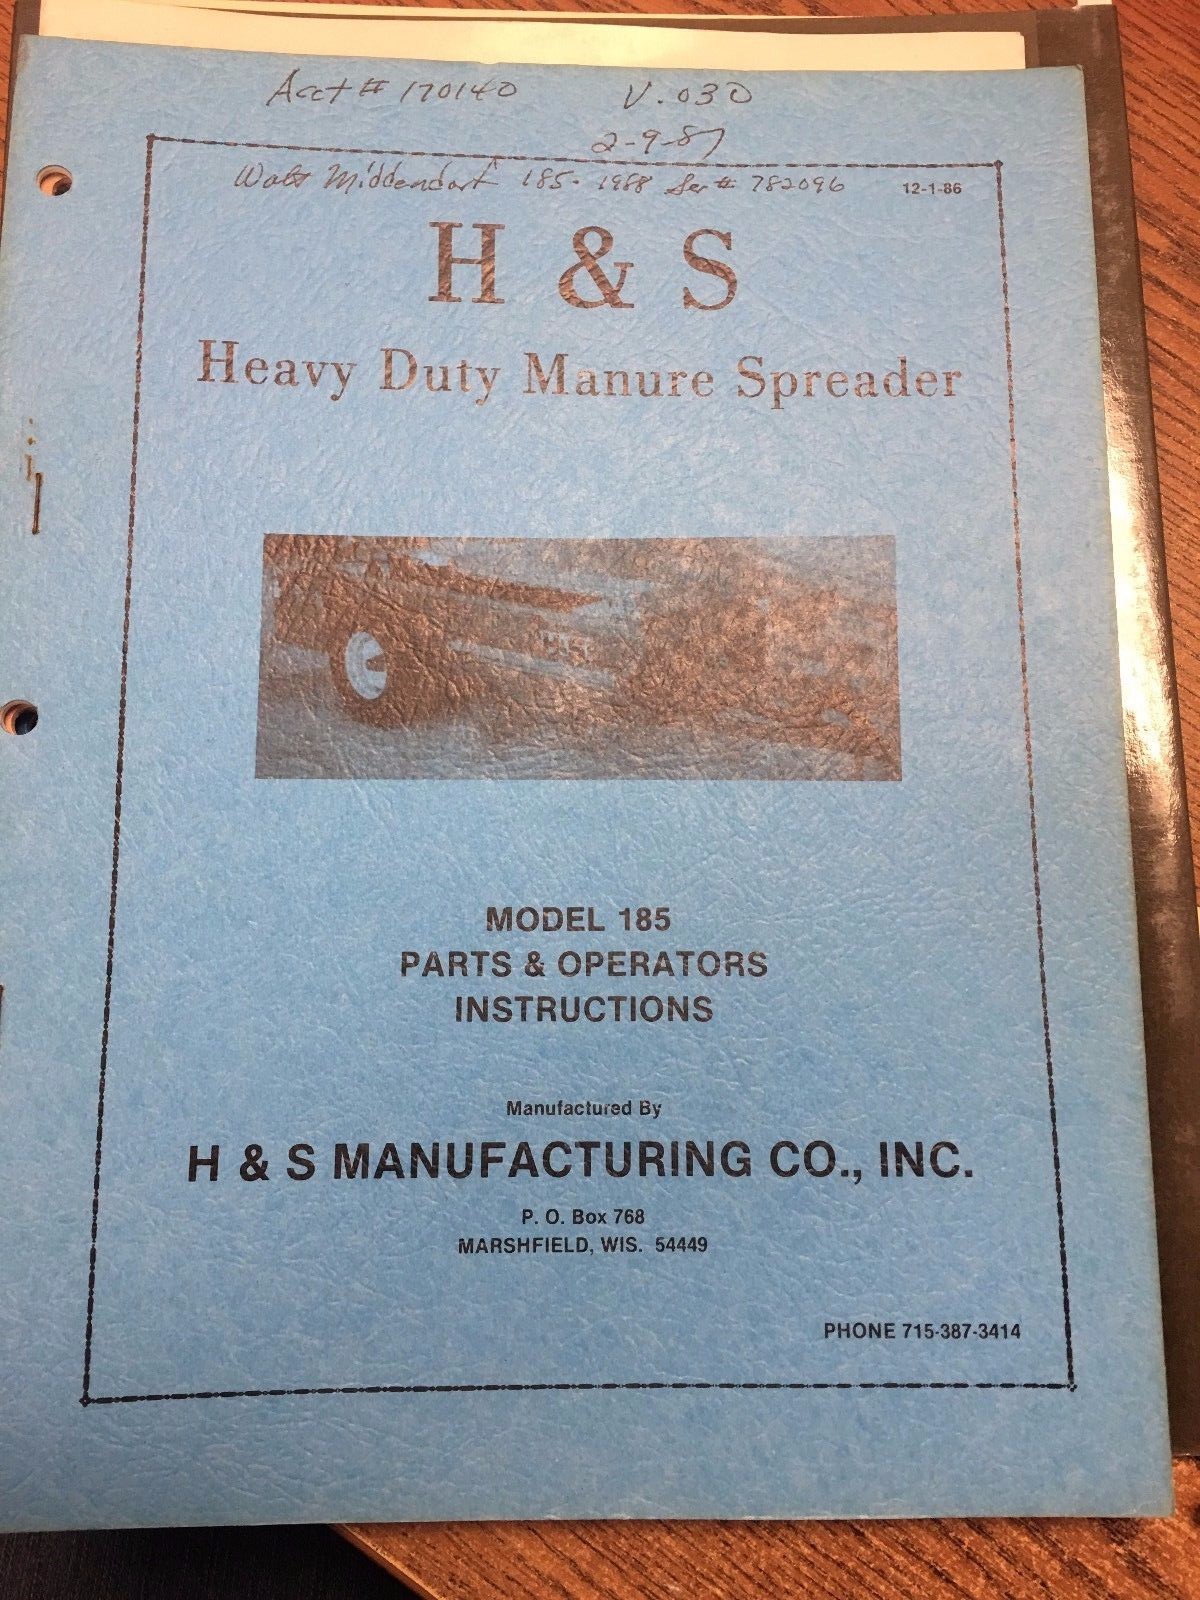 Acct # 170140 V.030
2-9-87
Middendorf 185- 1988 Ser # 782096 12-1-86
H & S
Heavy Duty Manure Spreader
H&S
MODEL 185
PARTS & OPERATORS
INSTRUCTIONS
Manufactured By
H & S MANUFACTURING CO., INC.
P. O. Box 768
MARSHFIELD, WIS. 54449
PHONE 715-387-3414